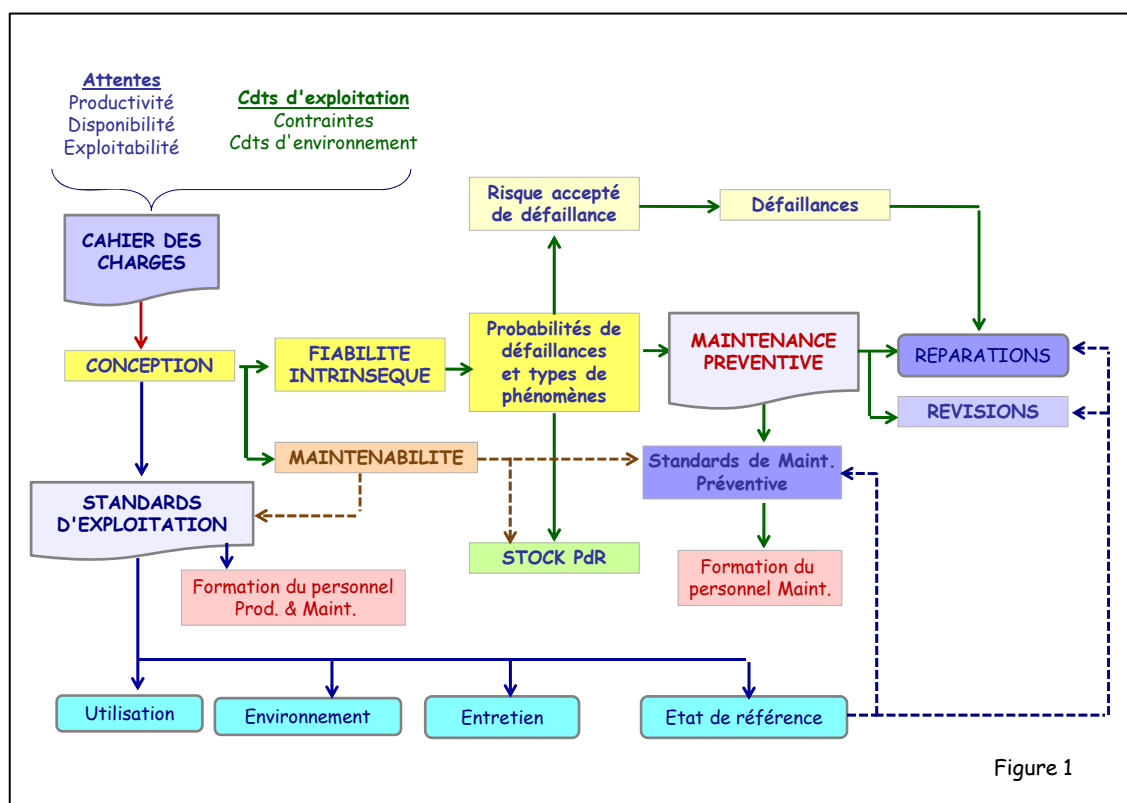 Attentes
Productivité
Disponibilité
Exploitabilité
Cdts d'exploitation
Contraintes
Cdts d'environnement
CAHIER DES
CHARGES
Risque accepté
de défaillance
Défaillances
CONCEPTION
FIABILITE
INTRINSEQUE
Probabilités de
défaillances
et types de
phénomènes
MAINTENANCE
PREVENTIVE
REPARATIONS
REVISIONS
MAINTENABILITE
Standards de Maint.
Préventive
STANDARDS
D'EXPLOITATION
STOCK PdR
Formation du personnel
Prod. & Maint.
Formation du
personnel Maint.
Utilisation
Environnement
Entretien
Etat de référence
Figure 1